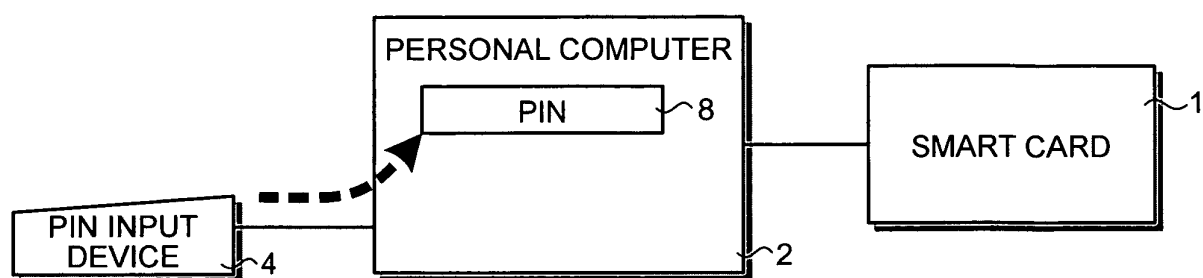 PERSONAL COMPUTER
PIN
8
SMART CARD
1
PIN INPUT
DEVICE
4
2